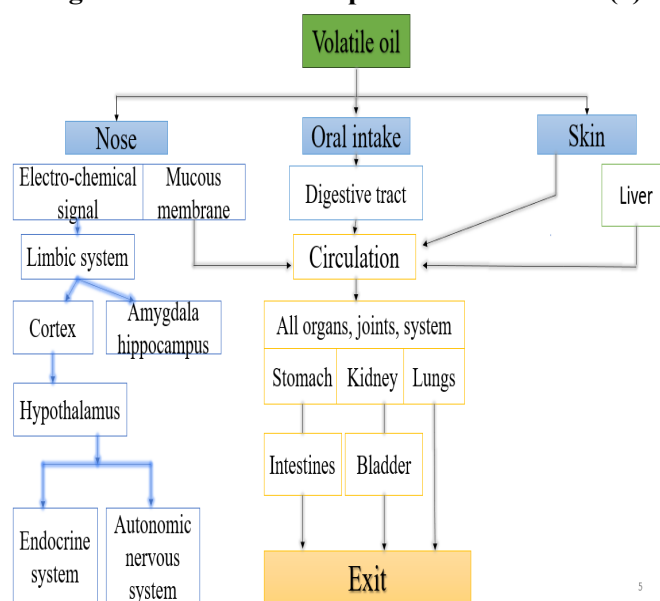 Volatile oil
Nose
Oral intake
Skin
Electro-chemical
signal
Mucous
membrane
Digestive tract
Liver
Limbic system
Circulation
Cortex
Amygdala
hippocampus
All organs, joints, system
Stomach
Kidney
Lungs
Hypothalamus
Intestines
Bladder
Endocrine
system
Autonomic
nervous
system
Exit
5